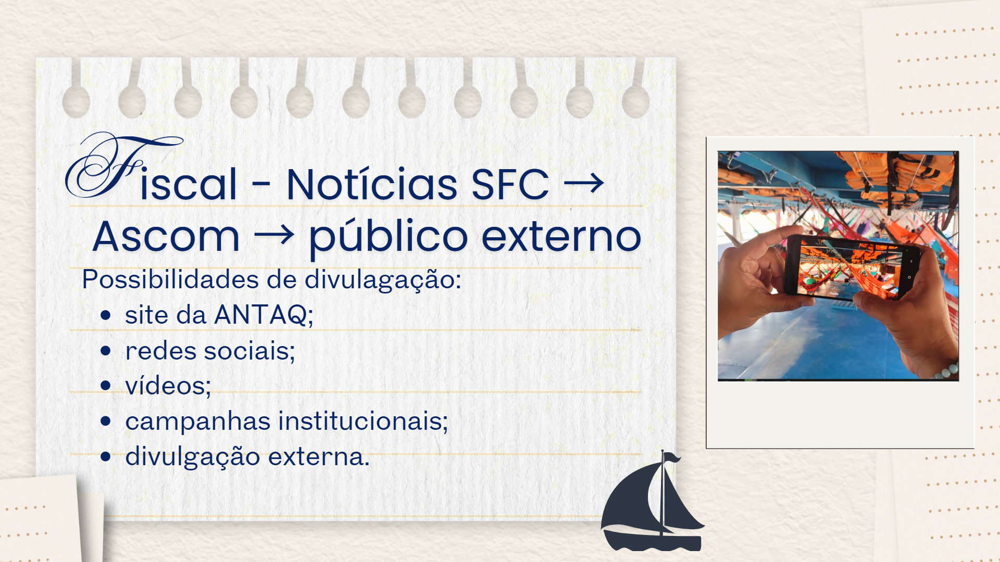 Fiscal - Notícias SFC →
Ascom → público externo
Possibilidades de divulagação:
• site da ANTAQ;
• redes sociais;
• vídeos;
• campanhas institucionais;
• divulgação externa.